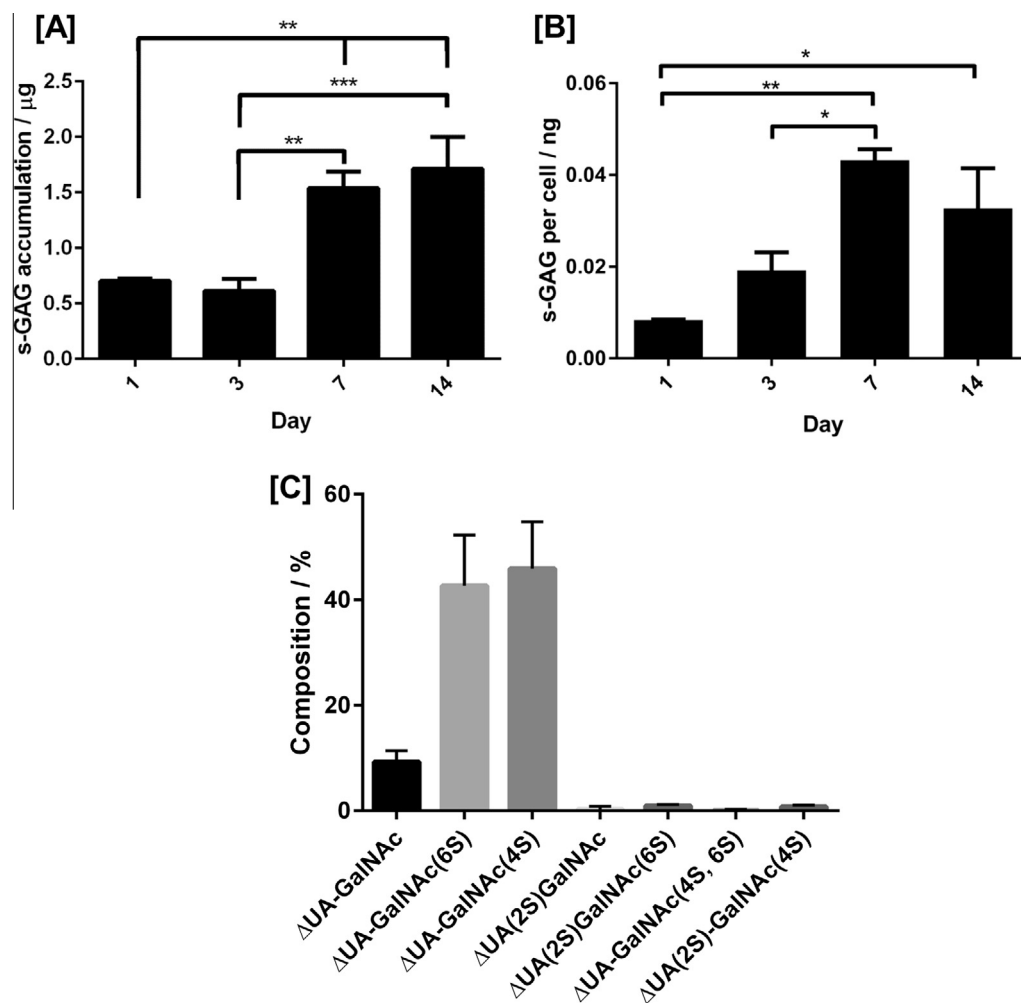 [A]
**
***
**
s-GAG accumulation / μg
2.5
2.0
1.5
1.0
0.5
0.0
1
3
7
14
Day
[B]
*
**
*
s-GAG per cell / ng
0.06
0.04
0.02
0.00
1
3
7
14
Day
[C]
Composition / %
60
40
20
0
ΔUA-GalNAc
ΔUA-GalNAc(6S)
ΔUA-GalNAc(4S)
ΔUA(2S)GalNAc
ΔUA(2S)GalNAc(6S)
ΔUA-GalNAc(4S, 6S)
ΔUA(2S)-GalNAc(4S)